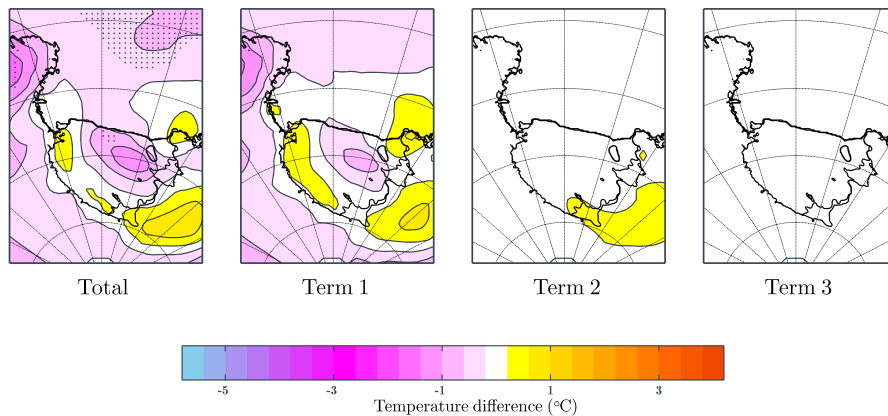 Total Term 1 Term 2 Term 3
-5 -3 -1 1 3
Temperature difference (°C)